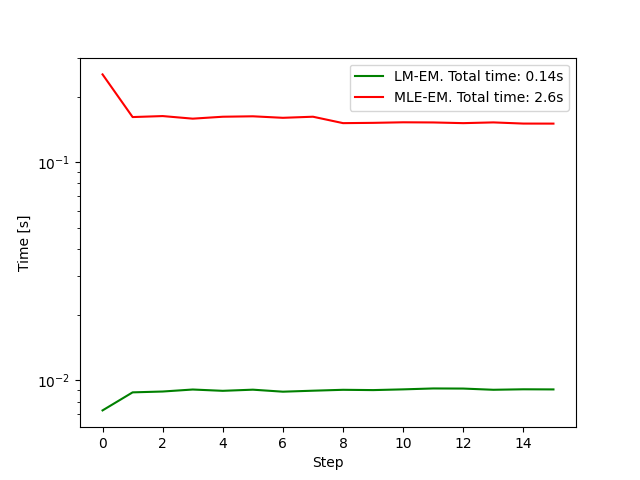 LM-EM. Total time: 0.14s
MLE-EM. Total time: 2.6s
10⁻¹
10⁻²
Time [s]
0 2 4 6 8 10 12 14
Step